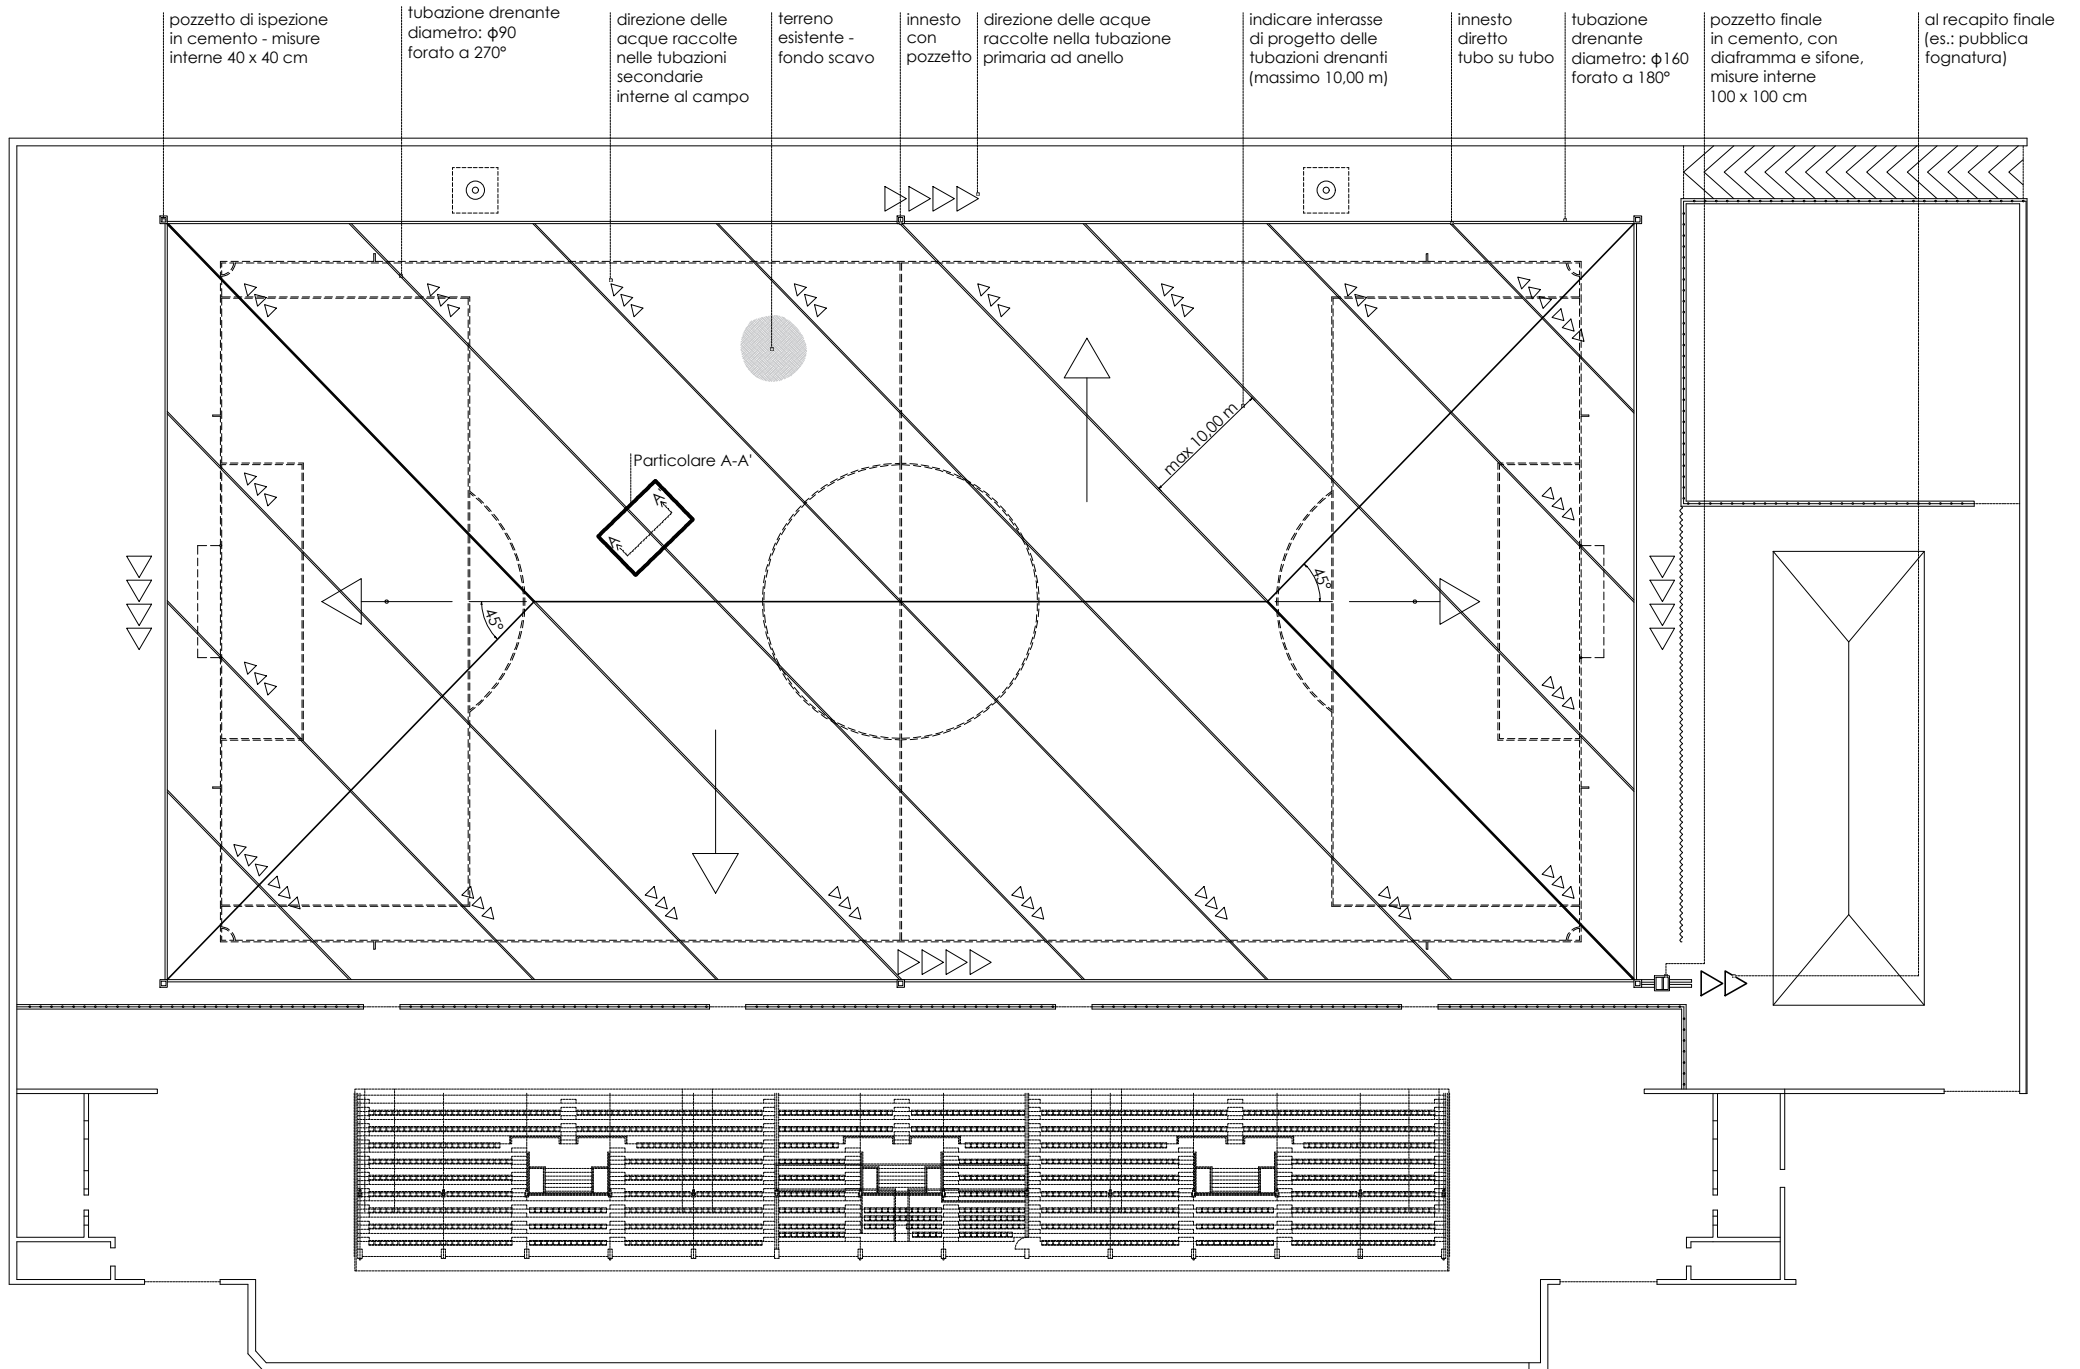 pozzetto di ispezione
in cemento - misure
interne 40 x 40 cm
tubazione drenante
diametro: ϕ90
forato a 270°
direzione delle
acque raccolte
nelle tubazioni
secondarie
interne al campo
terreno
esistente -
fondo scavo
innesto
con
pozzetto
direzione delle acque
raccolte nella tubazione
primaria ad anello
indicare interasse
di progetto delle
tubazioni drenanti
(massimo 10,00 m)
innesto
diretto
tubo su tubo
tubazione
drenante
diametro: ϕ160
forato a 180°
pozzetto finale
in cemento, con
diaframma e sifone,
misure interne
100 x 100 cm
al recapito finale
(es.: pubblica
fognatura)
max 10,00 m
Particolare A-A'
A'
A
45°
45°